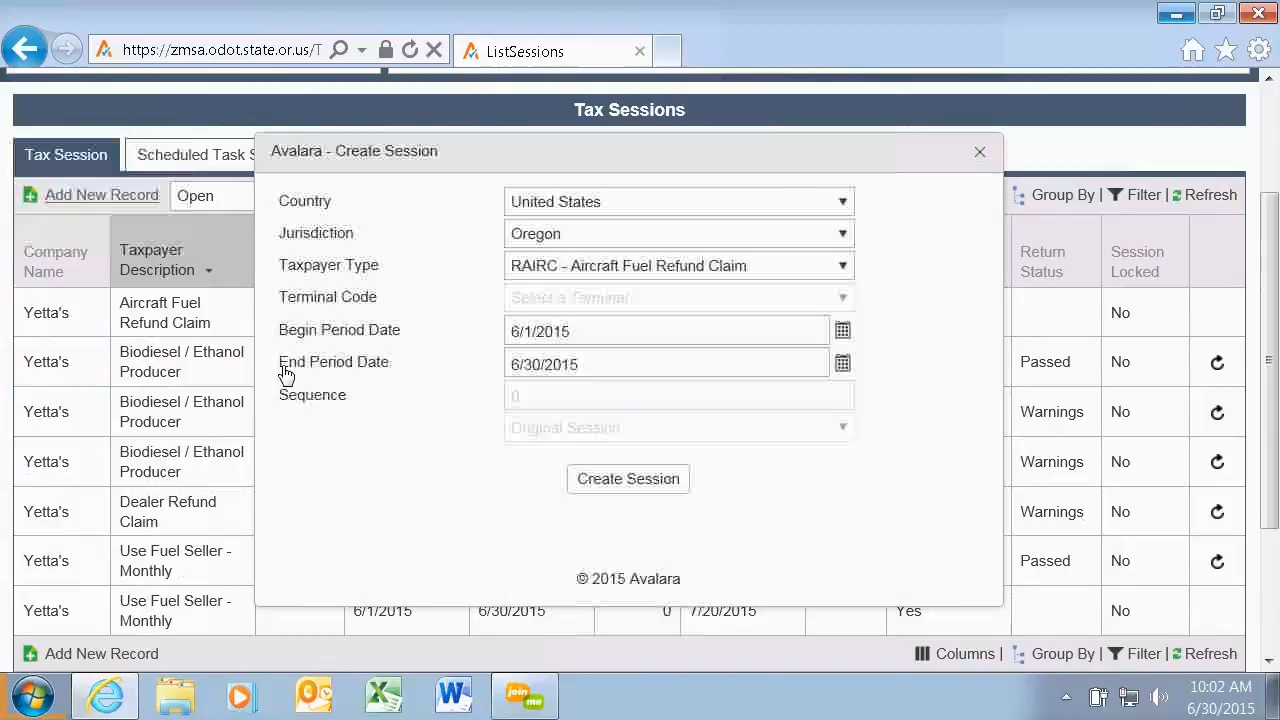 https://zmsa.odot.state.or.us/T
ListSessions
Tax Sessions
Tax Session
Scheduled Task S
Avalara - Create Session
Add New Record
Open
Group By | Filter | Refresh
Company Name
Taxpayer Description
Return Status
Session Locked
Country
United States
Jurisdiction
Oregon
Taxpayer Type
RAIRC - Aircraft Fuel Refund Claim
Terminal Code
Select a Terminal
Begin Period Date
6/1/2015
End Period Date
6/30/2015
Sequence
0
Original Session
Create Session
© 2015 Avalara
Yetta's
Aircraft Fuel Refund Claim
No
Yetta's
Biodiesel / Ethanol Producer
Passed
No
Yetta's
Biodiesel / Ethanol Producer
Warnings
No
Yetta's
Biodiesel / Ethanol Producer
Warnings
No
Yetta's
Dealer Refund Claim
Warnings
No
Yetta's
Use Fuel Seller - Monthly
Passed
No
Yetta's
Use Fuel Seller - Monthly
6/1/2015
6/30/2015
0
7/20/2015
Yes
No
Add New Record
Columns | Group By | Filter | Refresh
join me
10:02 AM
6/30/2015